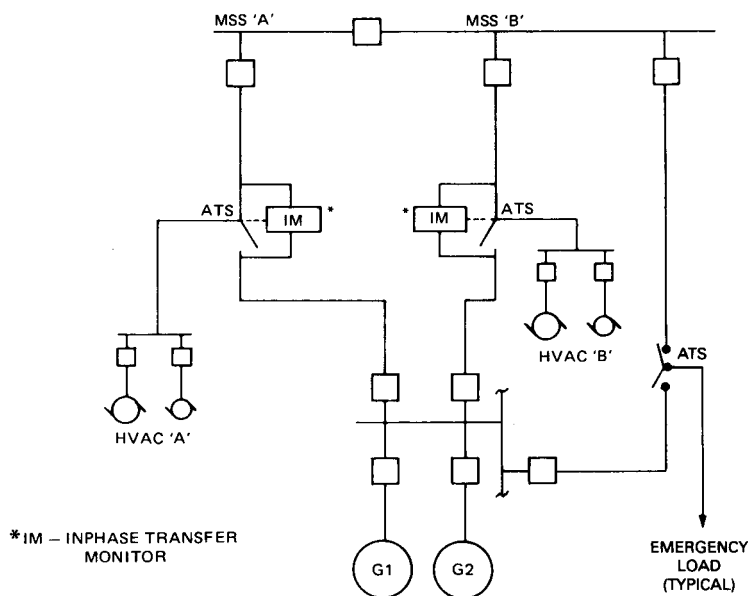 MSS 'A'
MSS 'B'
ATS
IM
*
*
IM
ATS
HVAC 'B'
ATS
HVAC 'A'
*IM – INPHASE TRANSFER
MONITOR
G1
G2
EMERGENCY
LOAD
(TYPICAL)